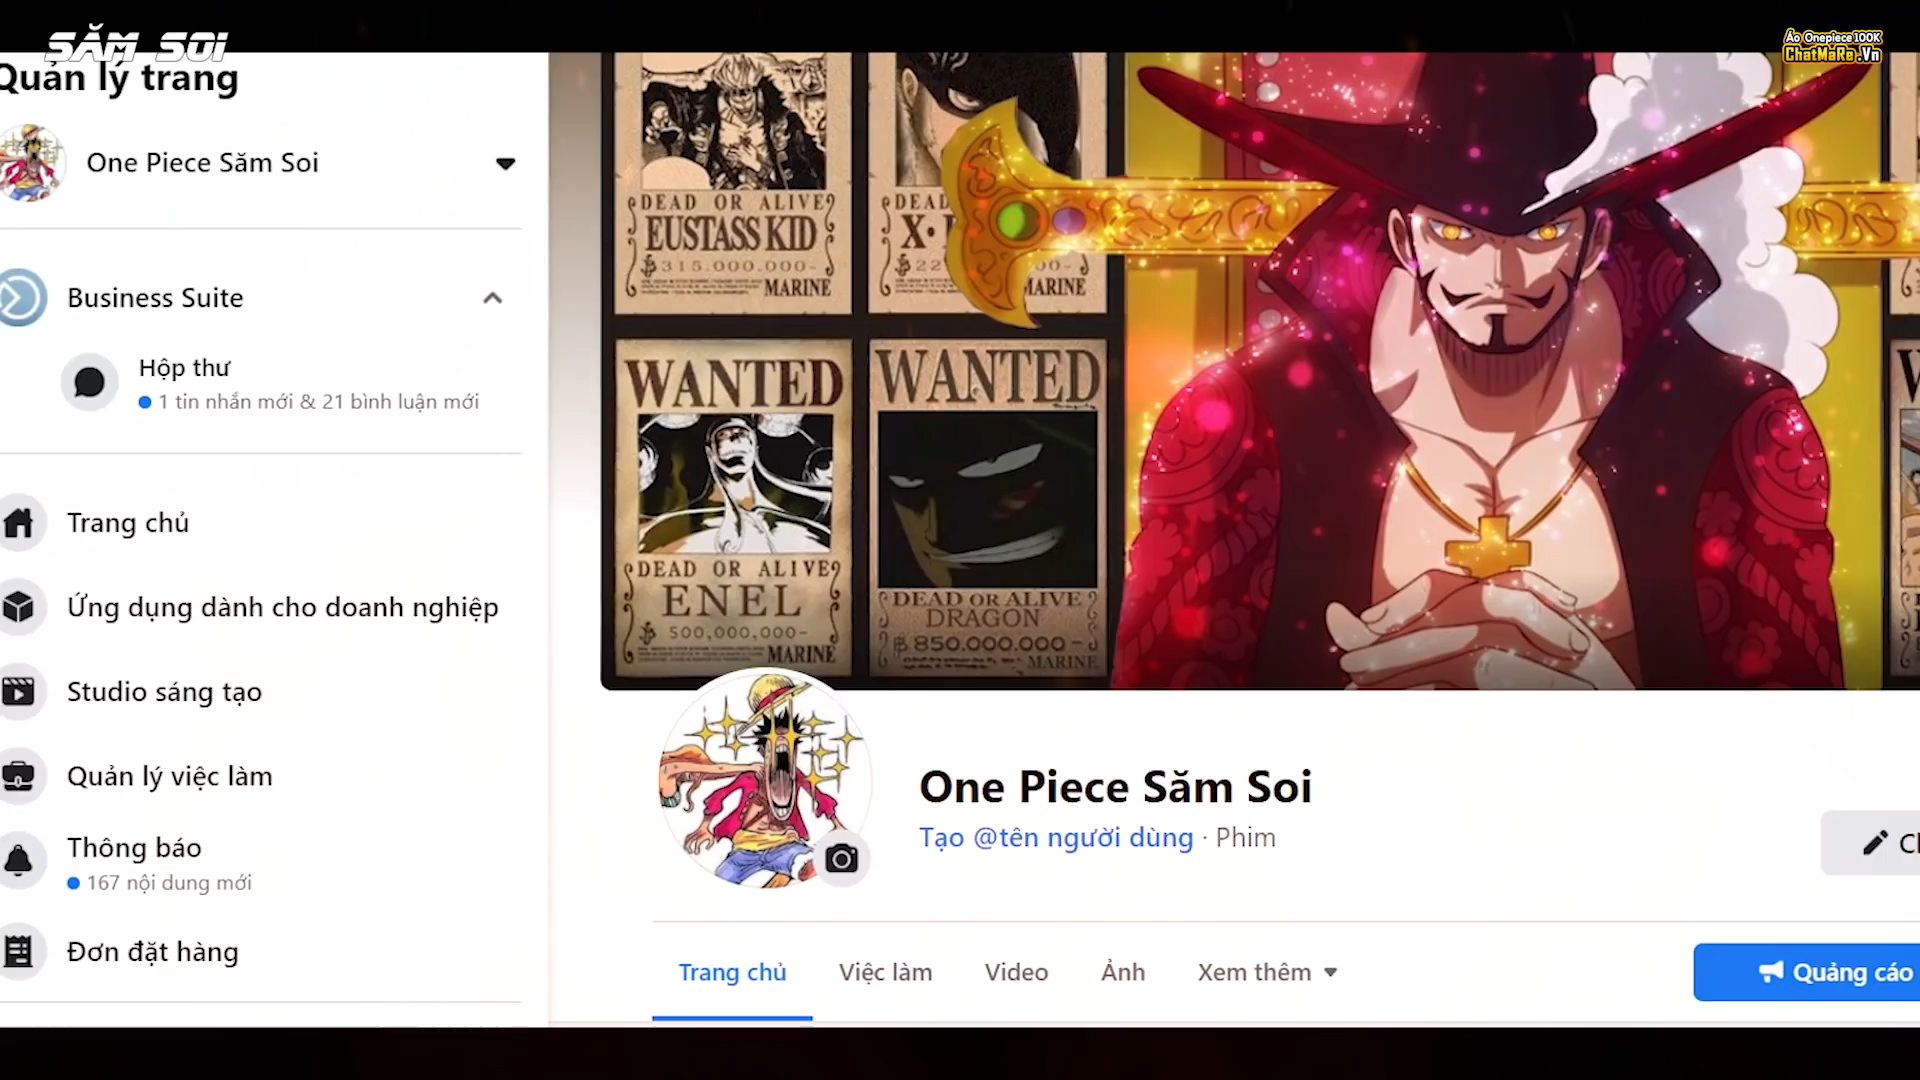 SĂM SOI
Áo Onepiece 100K
ChatMaRa.Vn
Quản lý trang
One Piece Săm Soi
Business Suite
Hộp thư
1 tin nhắn mới & 21 bình luận mới
Trang chủ
Ứng dụng dành cho doanh nghiệp
Studio sáng tạo
Quản lý việc làm
Thông báo
167 nội dung mới
Đơn đặt hàng
DEAD OR ALIVE
EUSTASS KID
315.000.000-
MARINE
DEAD
X.
MARINE
WANTED
DEAD OR ALIVE
ENEL
500,000,000-
MARINE
WANTED
DEAD OR ALIVE
DRAGON
850.000.000-
MARINE
One Piece Săm Soi
Tạo @tên người dùng · Phim
Trang chủ
Việc làm
Video
Ảnh
Xem thêm
Quảng cáo